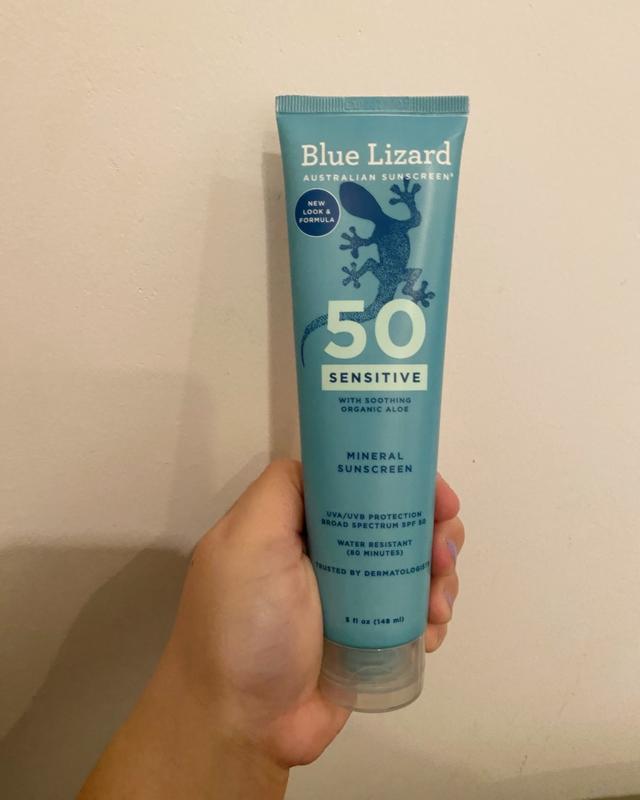 Blue Lizard
AUSTRALIAN SUNSCREEN®
NEW
LOOK &
FORMULA
50
SENSITIVE
WITH SOOTHING
ORGANIC ALOE
MINERAL
SUNSCREEN
UVA/UVB PROTECTION
BROAD SPECTRUM SPF 50
WATER RESISTANT
(80 MINUTES)
TRUSTED BY DERMATOLOGISTS
5 fl oz (148 ml)